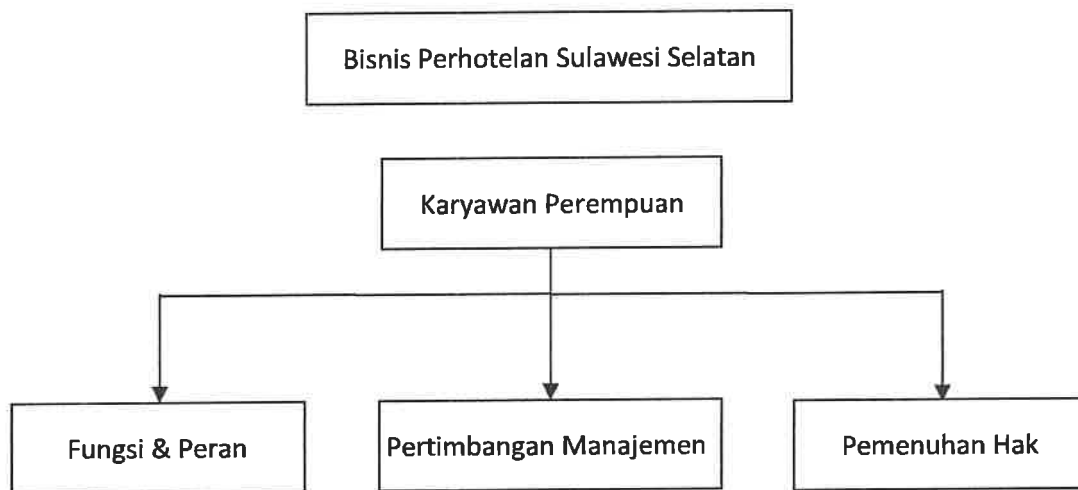 Bisnis Perhotelan Sulawesi Selatan
Karyawan Perempuan
Fungsi & Peran
Pertimbangan Manajemen
Pemenuhan Hak